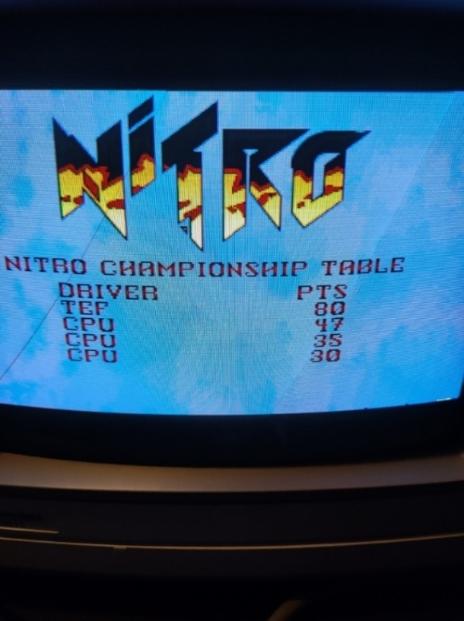 NiTRO
NITRO CHAMPIONSHIP TABLE
DRIVER PTS
TEF 80
CPU 47
CPU 35
CPU 30